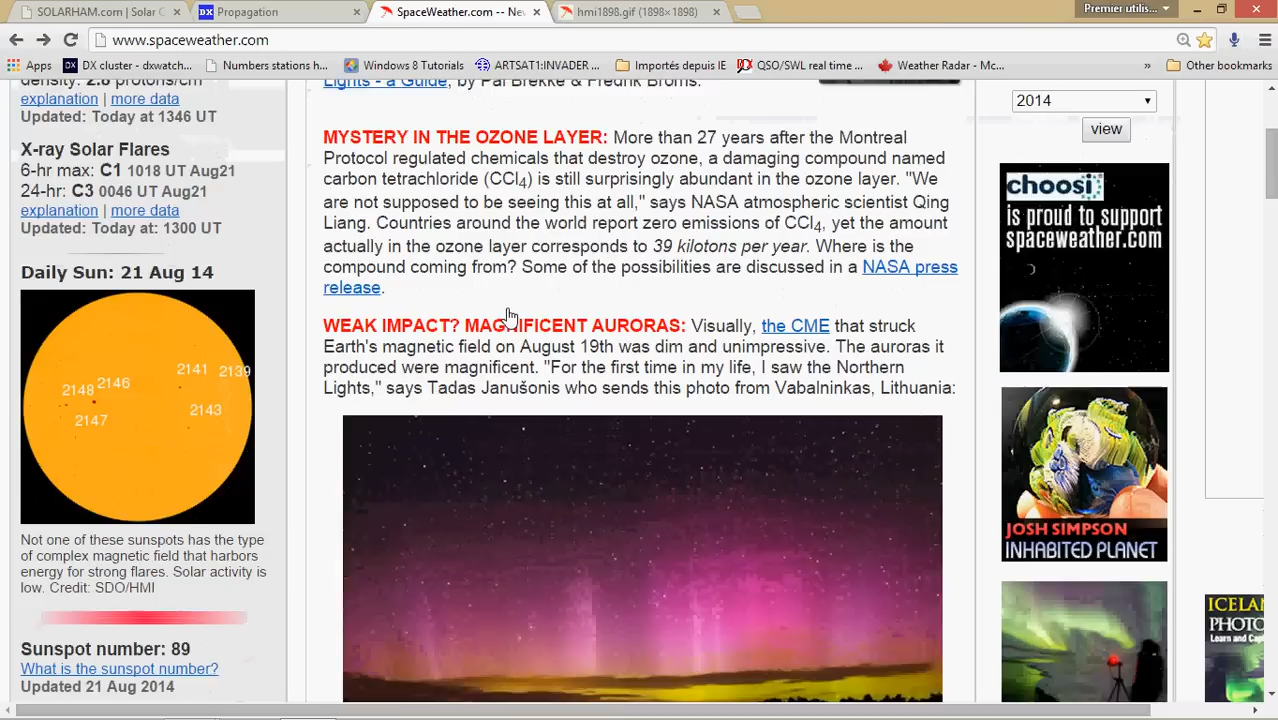 SOLARHAM.com | Solar C
Propagation
SpaceWeather.com -- Nev
hmi1898.gif (1898×1898)
Premier utilis...
www.spaceweather.com
Apps
DX cluster - dxwatch...
Numbers stations h...
Windows 8 Tutorials
ARTSAT1:INVADER ...
Importés depuis IE
QSO/SWL real time ...
Weather Radar - Mc...
»
Other bookmarks
density: 2.8 protons/cm
explanation | more data
Updated: Today at 1346 UT
X-ray Solar Flares
6-hr max: C1 1018 UT Aug21
24-hr: C3 0046 UT Aug21
explanation | more data
Updated: Today at: 1300 UT
Daily Sun: 21 Aug 14
2141
2139
2148
2146
2143
2147
Not one of these sunspots has the type
of complex magnetic field that harbors
energy for strong flares. Solar activity is
low. Credit: SDO/HMI
Sunspot number: 89
What is the sunspot number?
Updated 21 Aug 2014
Lights - a Guide, by Pål Brekke & Fredrik Broms.
MYSTERY IN THE OZONE LAYER: More than 27 years after the Montreal
Protocol regulated chemicals that destroy ozone, a damaging compound named
carbon tetrachloride (CCl4) is still surprisingly abundant in the ozone layer. "We
are not supposed to be seeing this at all," says NASA atmospheric scientist Qing
Liang. Countries around the world report zero emissions of CCl4, yet the amount
actually in the ozone layer corresponds to 39 kilotons per year. Where is the
compound coming from? Some of the possibilities are discussed in a NASA press
release.
WEAK IMPACT? MAGNIFICENT AURORAS: Visually, the CME that struck
Earth's magnetic field on August 19th was dim and unimpressive. The auroras it
produced were magnificent. "For the first time in my life, I saw the Northern
Lights," says Tadas Janušonis who sends this photo from Vabalninkas, Lithuania:
2014
view
choosi
is proud to support
spaceweather.com
JOSH SIMPSON
INHABITED PLANET
ICELAN
PHOTO
Learn and Cap